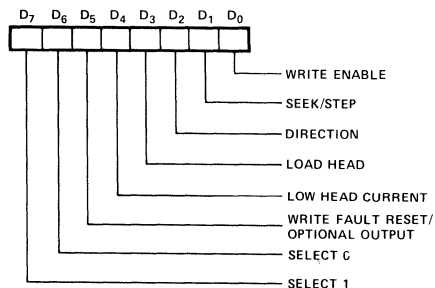 D7 D6 D5 D4 D3 D2 D1 D0
WRITE ENABLE
SEEK/STEP
DIRECTION
LOAD HEAD
LOW HEAD CURRENT
WRITE FAULT RESET/
OPTIONAL OUTPUT
SELECT 0
SELECT 1